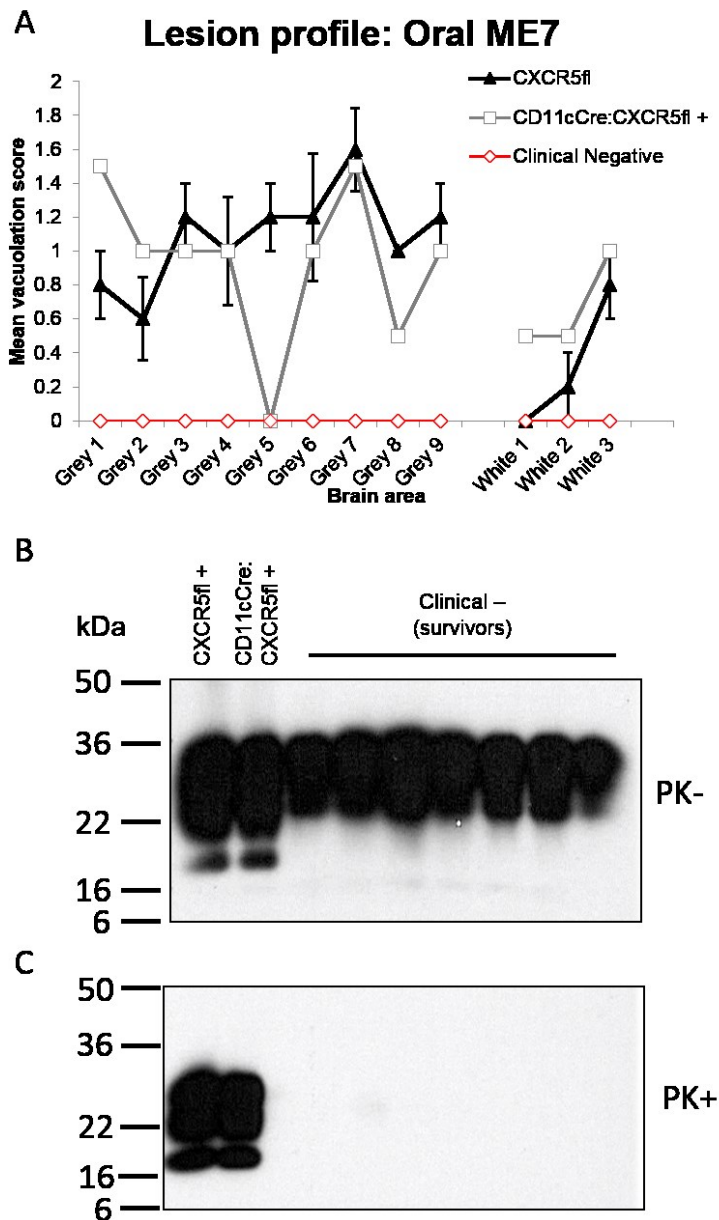 A
Lesion profile: Oral ME7
CXCR5fl
CD11cCre:CXCR5fl +
Clinical Negative
Mean vacuolation score
2
1.8
1.6
1.4
1.2
1
0.8
0.6
0.4
0.2
0
Grey 1
Grey 2
Grey 3
Grey 4
Grey 5
Grey 6
Grey 7
Grey 8
Grey 9
White 1
White 2
White 3
Brain area
B
kDa
CXCR5fl +
CD11cCre:
CXCR5fl +
Clinical –
(survivors)
50
36
22
16
6
PK-
C
50
36
22
16
6
PK+